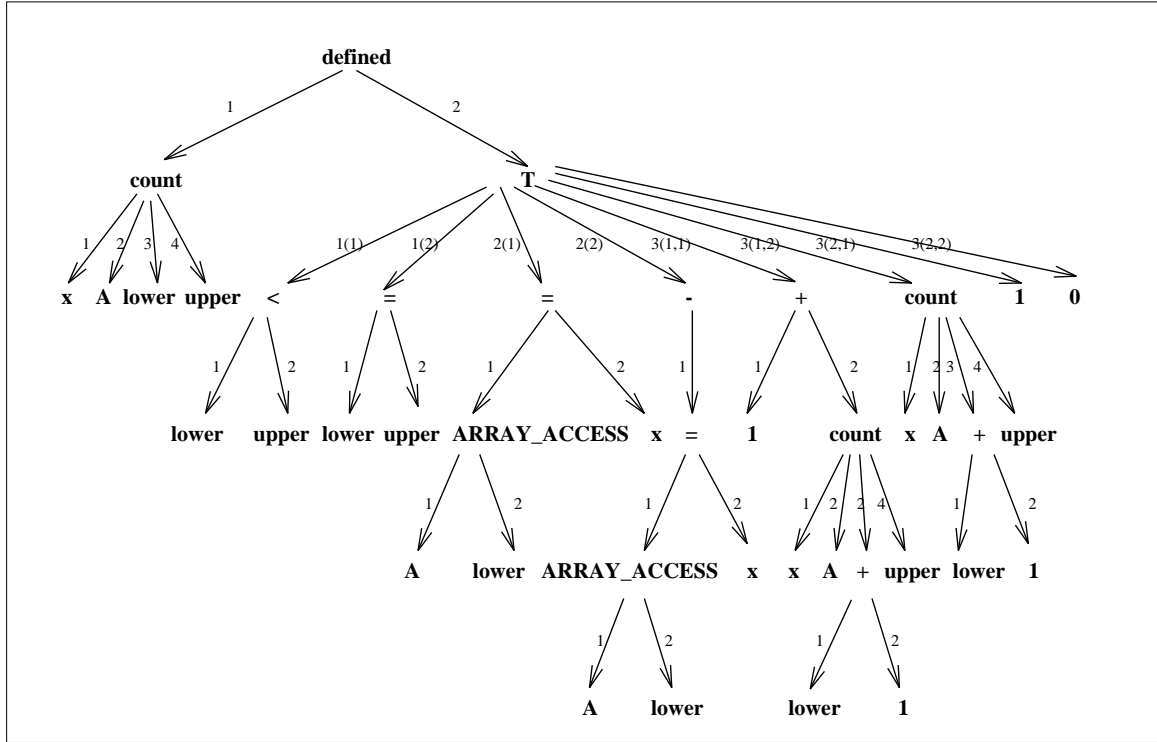 defined
1 2
count T
1 2 3 4 1(1) 1(2) 2(1) 2(2) 3(1,1) 3(1,2) 3(2,1) 3(2,2)
x A lower upper < = = - + count 1 0
1 2 1 2 1 2 1 1 2 1 2 3 4
lower upper lower upper ARRAY_ACCESS x = 1 count x A + upper
1 2 1 2 1 2 2 4 1 2
A lower ARRAY_ACCESS x x A + upper lower 1
1 2 1 2
A lower lower 1